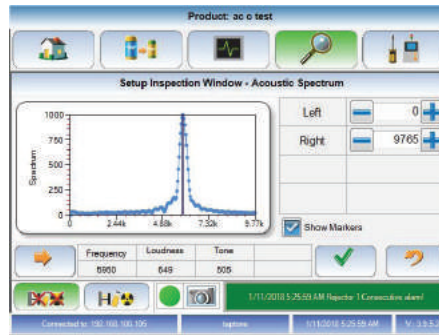 Product: ac c test
Setup Inspection Window - Acoustic Spectrum
Left 0
Right 9765
Show Markers
Spectrum
1000
750
500
250
0
0 2.44k 4.88k 7.32k 9.77k
Frequency Loudness Tone
5950 649 505
1/11/2018 5:25:59 AM Rejector 1 Consecutive alarm!
Connected to: 192.168.100.105 taptone 1/11/2018 5:25:59 AM